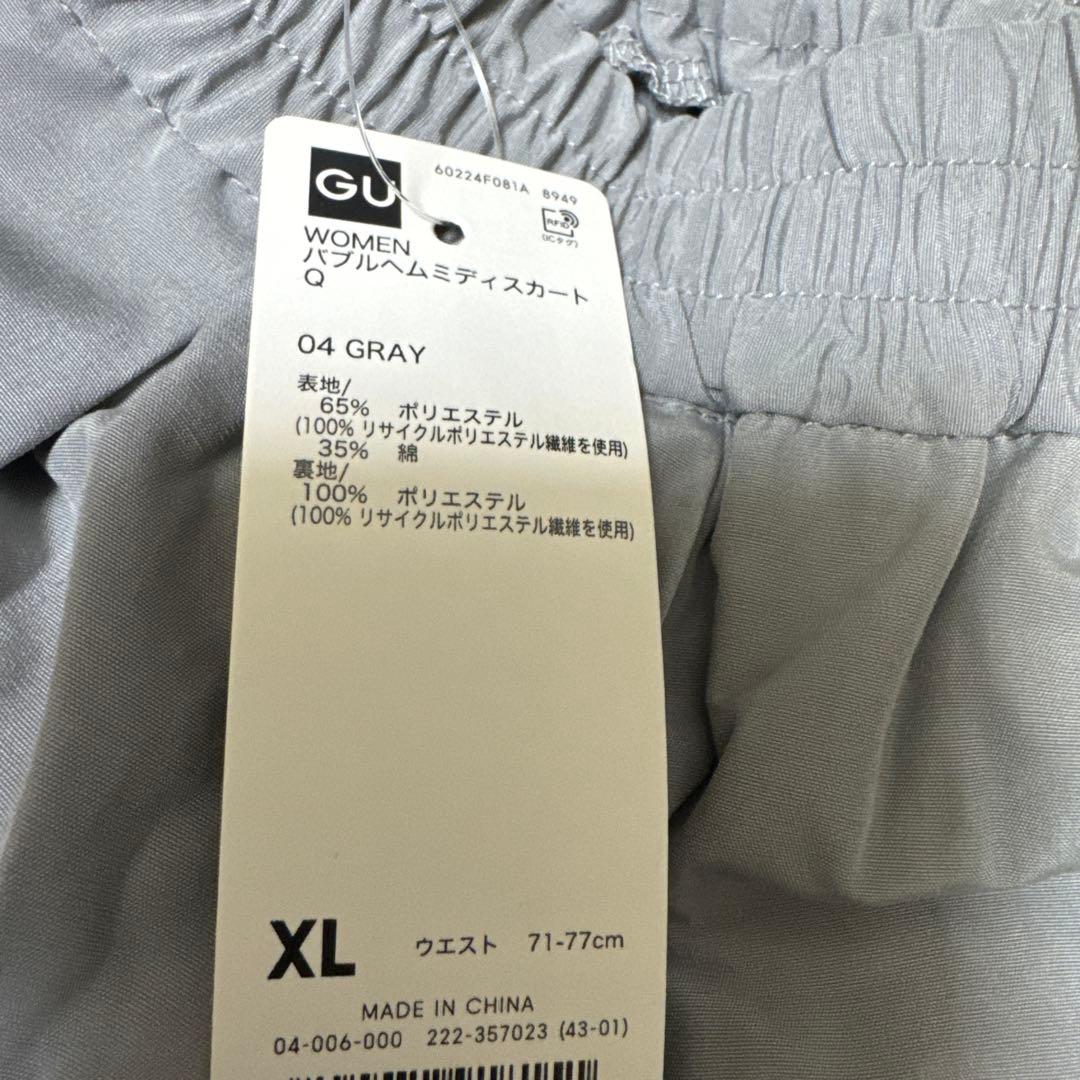 GU
60224F081A 8949
RFID
(ICタグ)
WOMEN
バブルヘムミディスカート
Q
04 GRAY
表地/
65% ポリエステル
(100% リサイクルポリエステル繊維を使用)
35% 綿
裏地/
100% ポリエステル
(100% リサイクルポリエステル繊維を使用)
XL ウエスト 71-77cm
MADE IN CHINA
04-006-000 222-357023 (43-01)